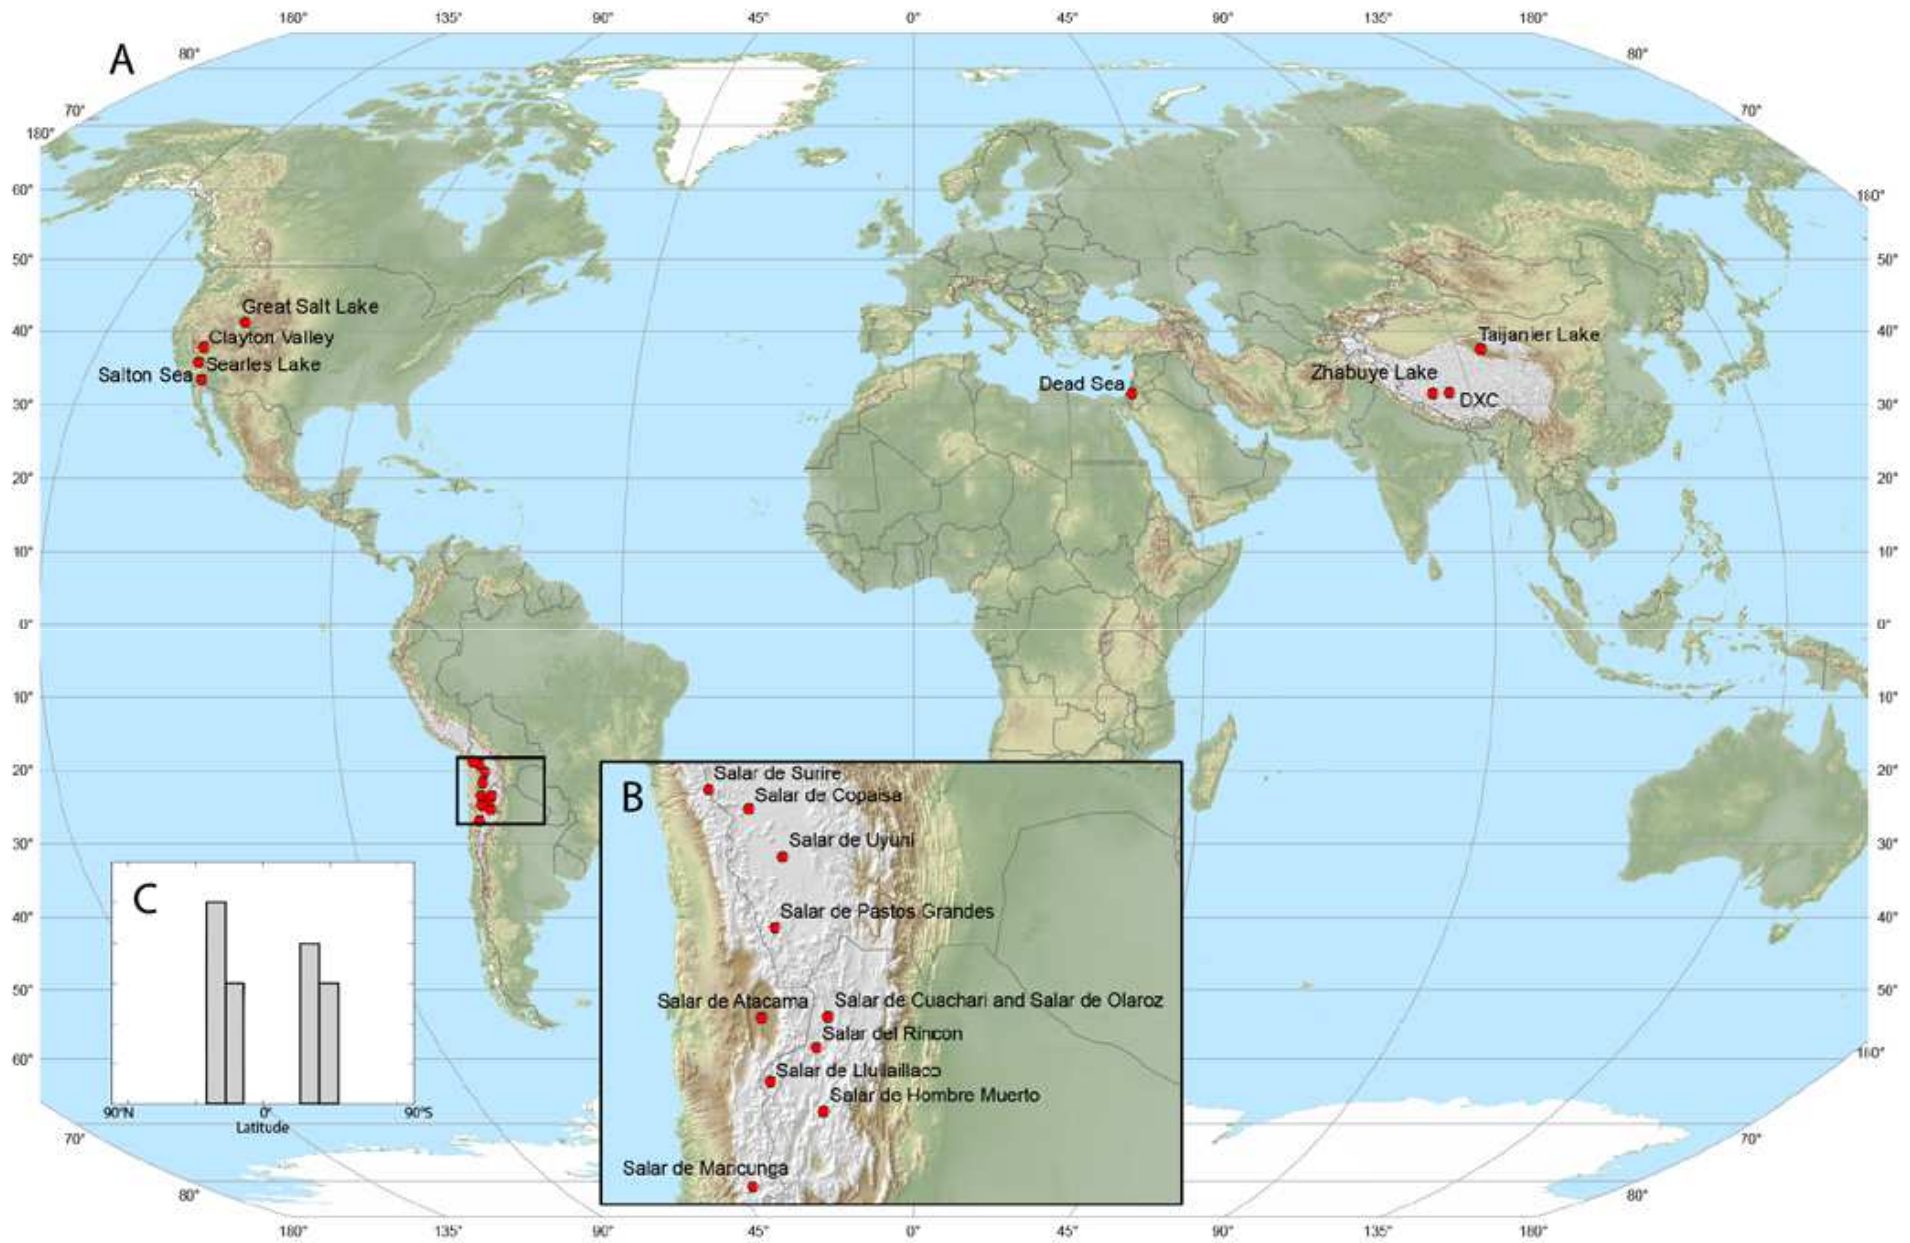 180° 135° 90° 45° 0° 45° 90° 135° 180°
A
80° 80°
70° 70°
180°
60° 180°
50° 50°
Great Salt Lake
Clayton Valley
40° Taijanier Lake 40°
Searles Lake
Salton Sea
Dead Sea
Zhabuye Lake
DXC
30° 30°
20° 20°
10° 10°
0° 0°
10° 10°
20° 20°
B
Salar de Surire
Salar de Copaisa
Salar de Uyuni
30° 30°
C
Salar de Pastos Grandes
40° 40°
50° 50°
Salar de Atacama
Salar de Cuachari and Salar de Olaroz
Salar del Rincon
60° 180°
Salar de Llullaillaco
Salar de Hombre Muerto
90°N 0° 90°S
Latitude
70° 70°
Salar de Maricunga
80° 80°
180° 135° 90° 45° 0° 45° 90° 135° 180°